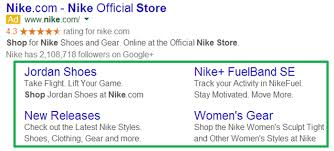 Nike.com - Nike Official Store
Ad www.nike.com/
4.3 ★★★★★ rating for nike.com
Shop for Nike Shoes and Gear. Online at the Official Nike Store.
Nike has 2,108,718 followers on Google+
Jordan Shoes
Take Flight. Lift Your Game.
Shop Jordan Shoes at Nike.com
Nike+ FuelBand SE
Track Your Activity in NikeFuel.
Stay Motivated. Move More.
New Releases
Check out the Latest Nike Styles.
Shoes, Clothing, Gear and more.
Women's Gear
Shop the Nike Women's Sculpt Tight
and Other Latest Women's Styles.